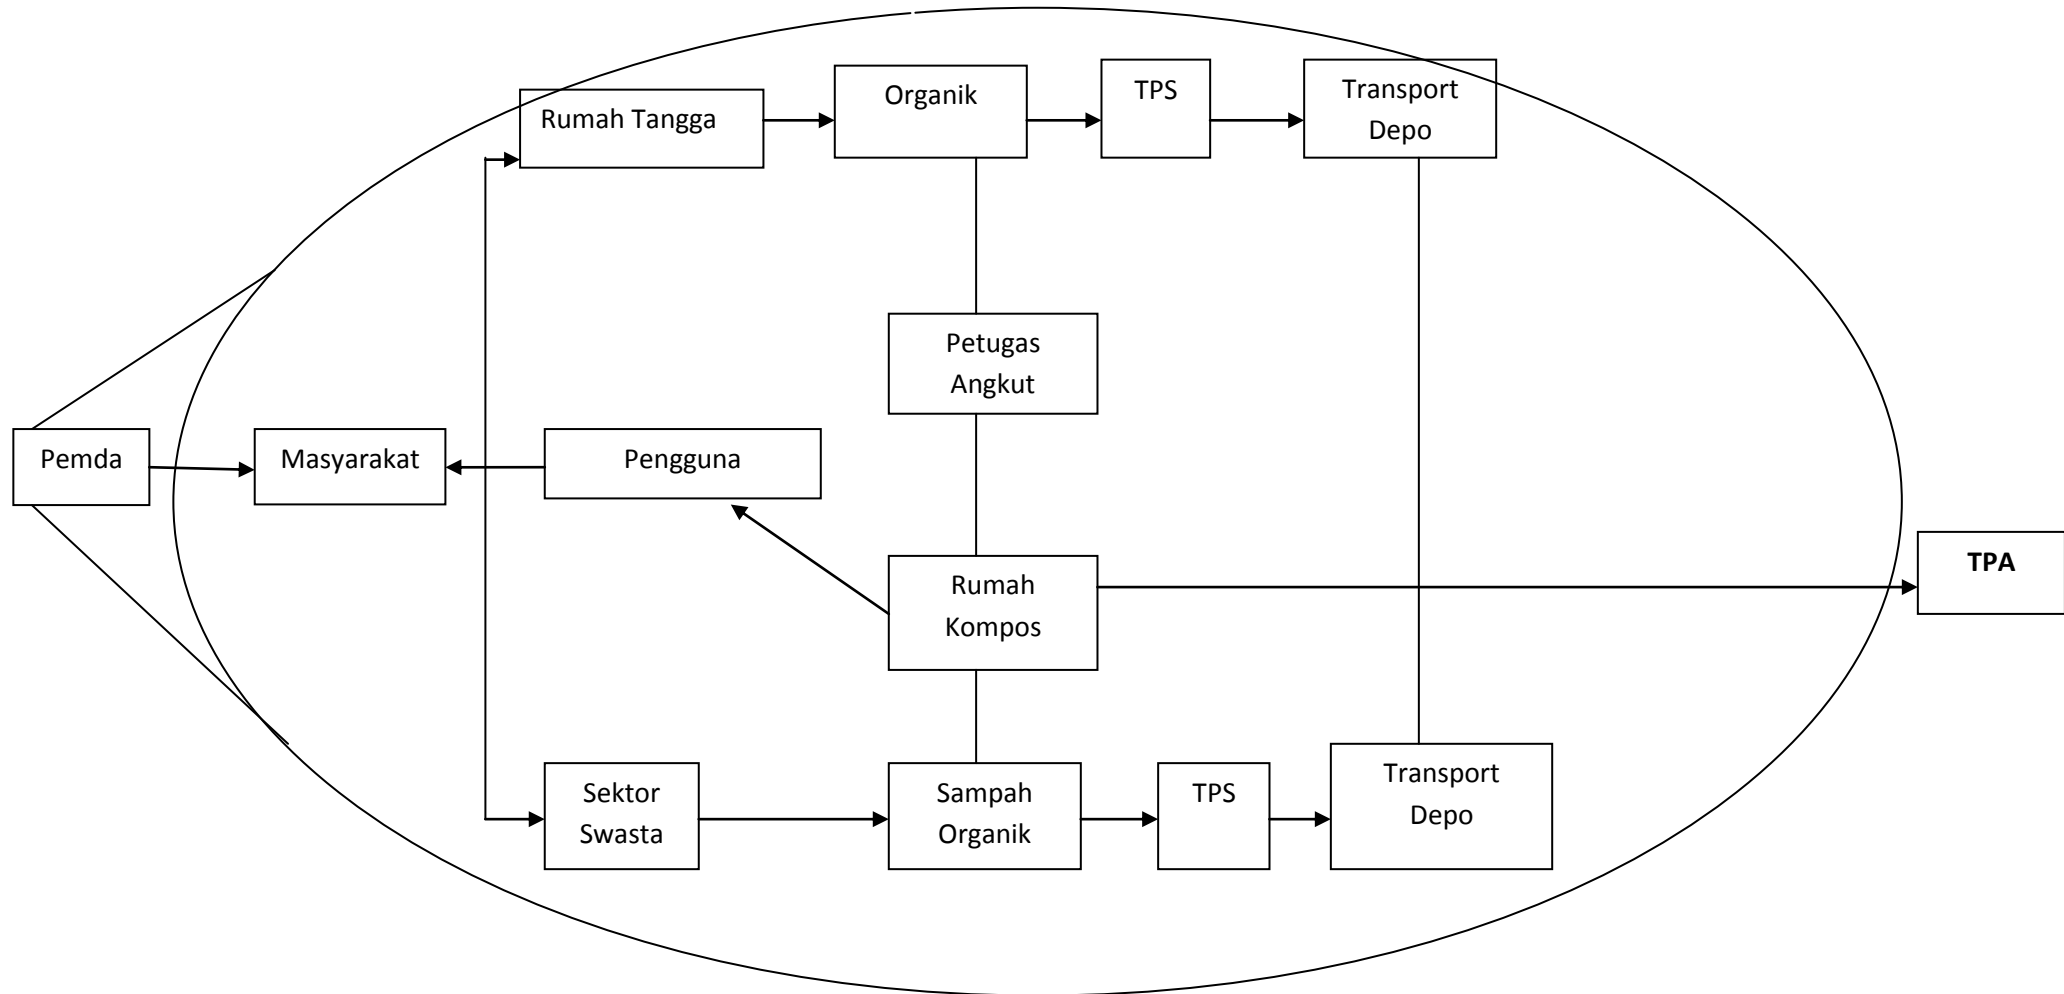 Rumah Tangga
Organik
TPS
Transport
Depo
Petugas
Angkut
Pemda
Masyarakat
Pengguna
TPA
Rumah
Kompos
Sektor
Swasta
Sampah
Organik
TPS
Transport
Depo